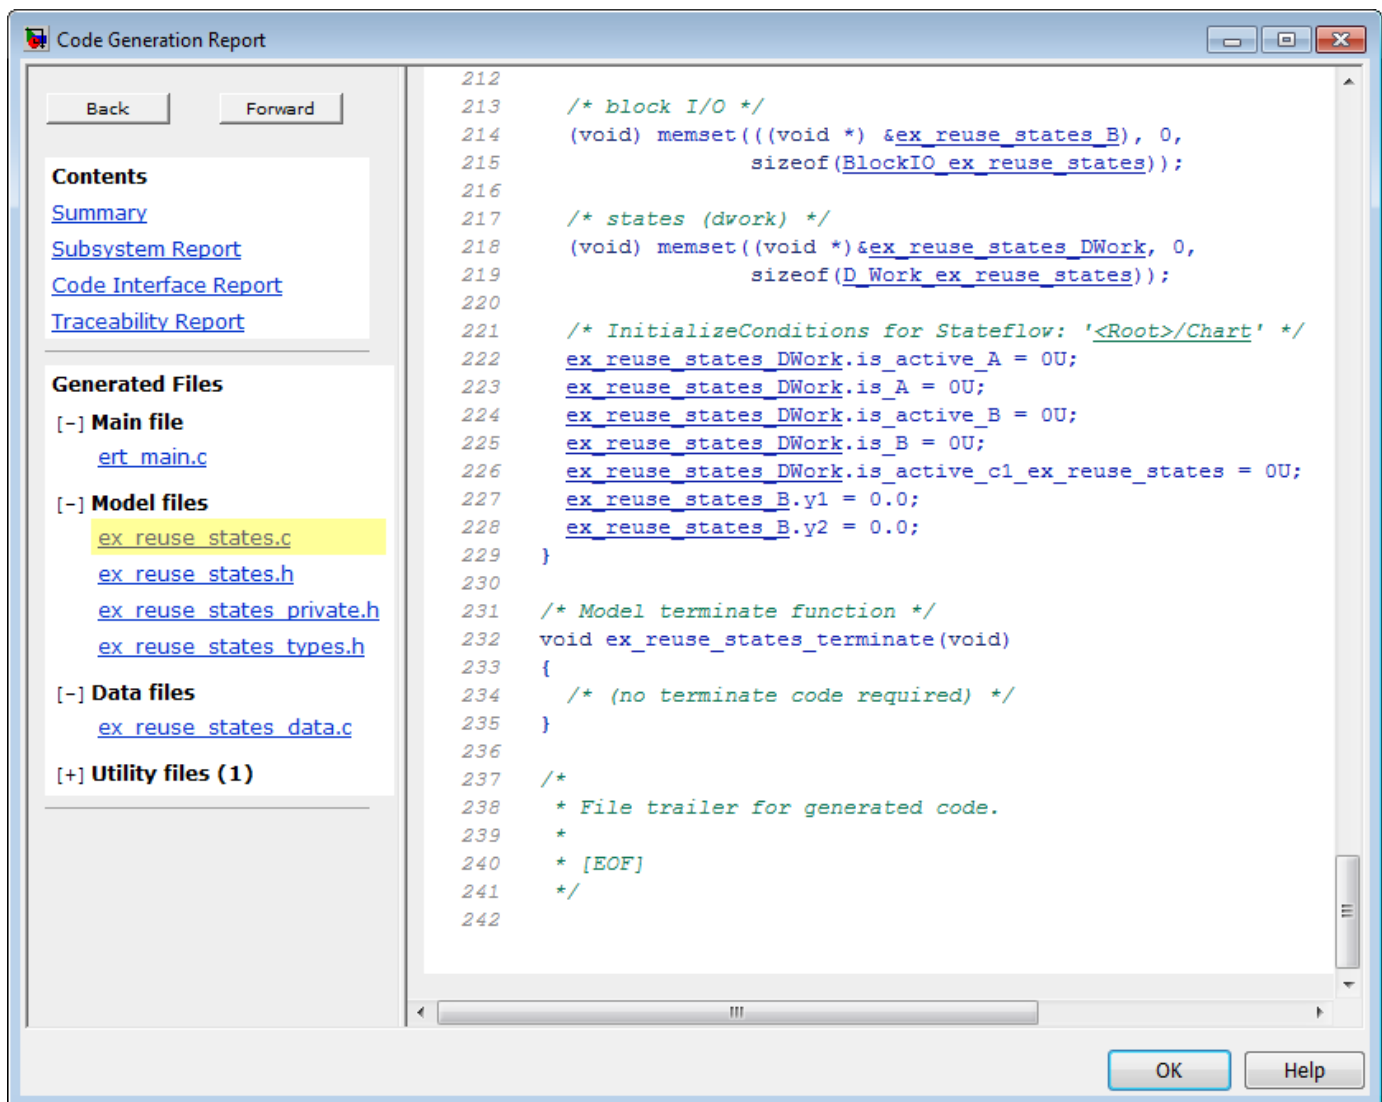 Code Generation Report
Back Forward
Contents
Summary
Subsystem Report
Code Interface Report
Traceability Report
Generated Files
[-] Main file
ert_main.c
[-] Model files
ex_reuse_states.c
ex_reuse_states.h
ex_reuse_states_private.h
ex_reuse_states_types.h
[-] Data files
ex_reuse_states_data.c
[+] Utility files (1)
212
213 /* block I/O */
214 (void) memset(((void *) &ex_reuse_states_B), 0,
215 sizeof(BlockIO_ex_reuse_states));
216
217 /* states (dwork) */
218 (void) memset((void *)&ex_reuse_states_DWork, 0,
219 sizeof(D_Work_ex_reuse_states));
220
221 /* InitializeConditions for Stateflow: '<Root>/Chart' */
222 ex_reuse_states_DWork.is_active_A = 0U;
223 ex_reuse_states_DWork.is_A = 0U;
224 ex_reuse_states_DWork.is_active_B = 0U;
225 ex_reuse_states_DWork.is_B = 0U;
226 ex_reuse_states_DWork.is_active_c1_ex_reuse_states = 0U;
227 ex_reuse_states_B.y1 = 0.0;
228 ex_reuse_states_B.y2 = 0.0;
229 }
230
231 /* Model terminate function */
232 void ex_reuse_states_terminate(void)
233 {
234 /* (no terminate code required) */
235 }
236
237 /*
238 * File trailer for generated code.
239 *
240 * [EOF]
241 */
242
OK Help